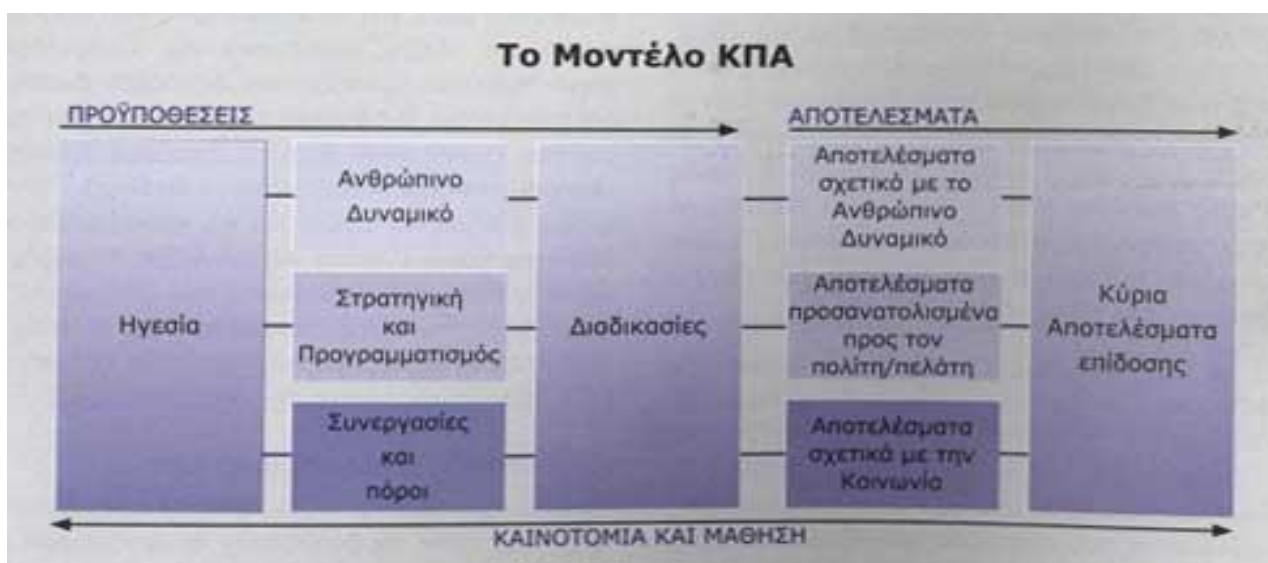 Το Μοντέλο ΚΠΑ
ΠΡΟΫΠΟΘΕΣΕΙΣ
ΑΠΟΤΕΛΕΣΜΑΤΑ
Ηγεσία
Ανθρώπινο
Δυναμικό
Στρατηγική
και
Προγραμματισμός
Συνεργασίες
και
πόροι
Διαδικασίες
Αποτελέσματα
σχετικά με το
Ανθρώπινο
Δυναμικό
Αποτελέσματα
προσανατολισμένα
προς τον
πολίτη/πελάτη
Αποτελέσματα
σχετικά με την
Κοινωνία
Κύρια
Αποτελέσματα
επίδοσης
ΚΑΙΝΟΤΟΜΙΑ ΚΑΙ ΜΑΘΗΣΗ